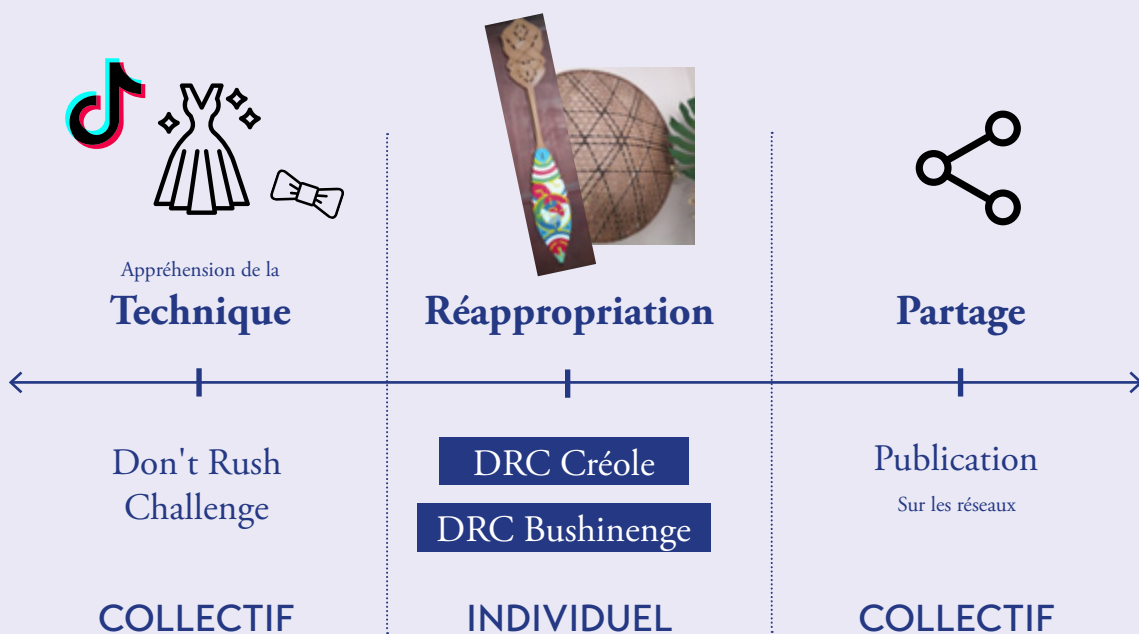 Appréhension de la
Technique
Réappropriation
Partage
Don't Rush
Challenge
DRC Créole
DRC Bushinenge
Publication
Sur les réseaux
COLLECTIF
INDIVIDUEL
COLLECTIF